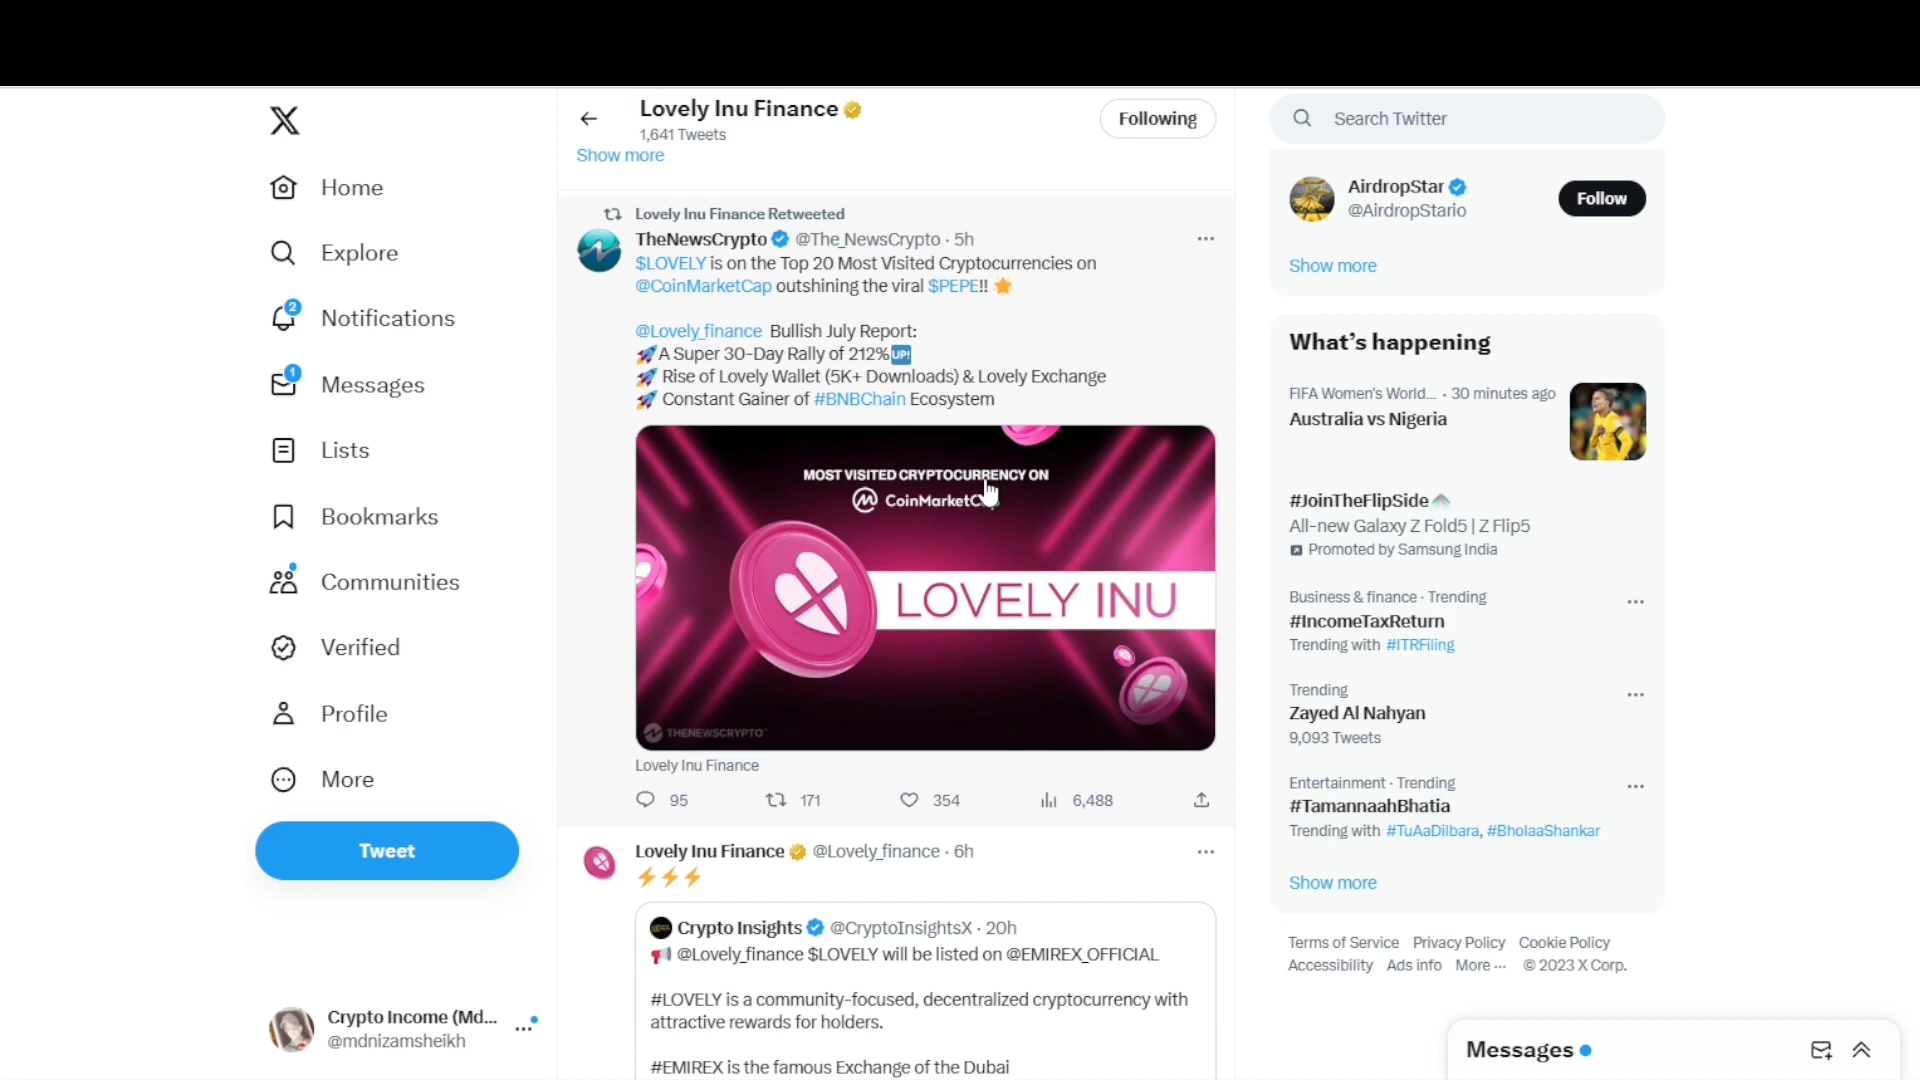 Lovely Inu Finance
1,641 Tweets
Following
Show more
Home
Explore
2
Notifications
1
Messages
Lists
Bookmarks
Communities
Verified
Profile
More
Tweet
Crypto Income (Md...
@mdnizamsheikh
Lovely Inu Finance Retweeted
TheNewsCrypto @The_NewsCrypto · 5h
$LOVELY is on the Top 20 Most Visited Cryptocurrencies on
@CoinMarketCap outshining the viral $PEPE!! 🌟
@Lovely_finance Bullish July Report:
🚀A Super 30-Day Rally of 212%🆙
🚀 Rise of Lovely Wallet (5K+ Downloads) & Lovely Exchange
🚀 Constant Gainer of #BNBChain Ecosystem
MOST VISITED CRYPTOCURRENCY ON
LOVELY INU
THENEWSCRYPTO
Lovely Inu Finance
95 171 354 6,488
Lovely Inu Finance @Lovely_finance · 6h
⚡⚡⚡
Crypto Insights @CryptoInsightsX · 20h
📢 @Lovely_finance $LOVELY will be listed on @EMIREX_OFFICIAL
#LOVELY is a community-focused, decentralized cryptocurrency with
attractive rewards for holders.
#EMIREX is the famous Exchange of the Dubai
Search Twitter
AirdropStar
@AirdropStario
Follow
Show more
What's happening
FIFA Women's World... · 30 minutes ago
Australia vs Nigeria
#JoinTheFlipSide
All-new Galaxy Z Fold5 | Z Flip5
Promoted by Samsung India
Business & finance · Trending
#IncomeTaxReturn
Trending with #ITRFiling
Trending
Zayed Al Nahyan
9,093 Tweets
Entertainment · Trending
#TamannaahBhatia
Trending with #TuAaDilbara, #BholaaShankar
Show more
Terms of Service Privacy Policy Cookie Policy
Accessibility Ads info More ··· © 2023 X Corp.
Messages